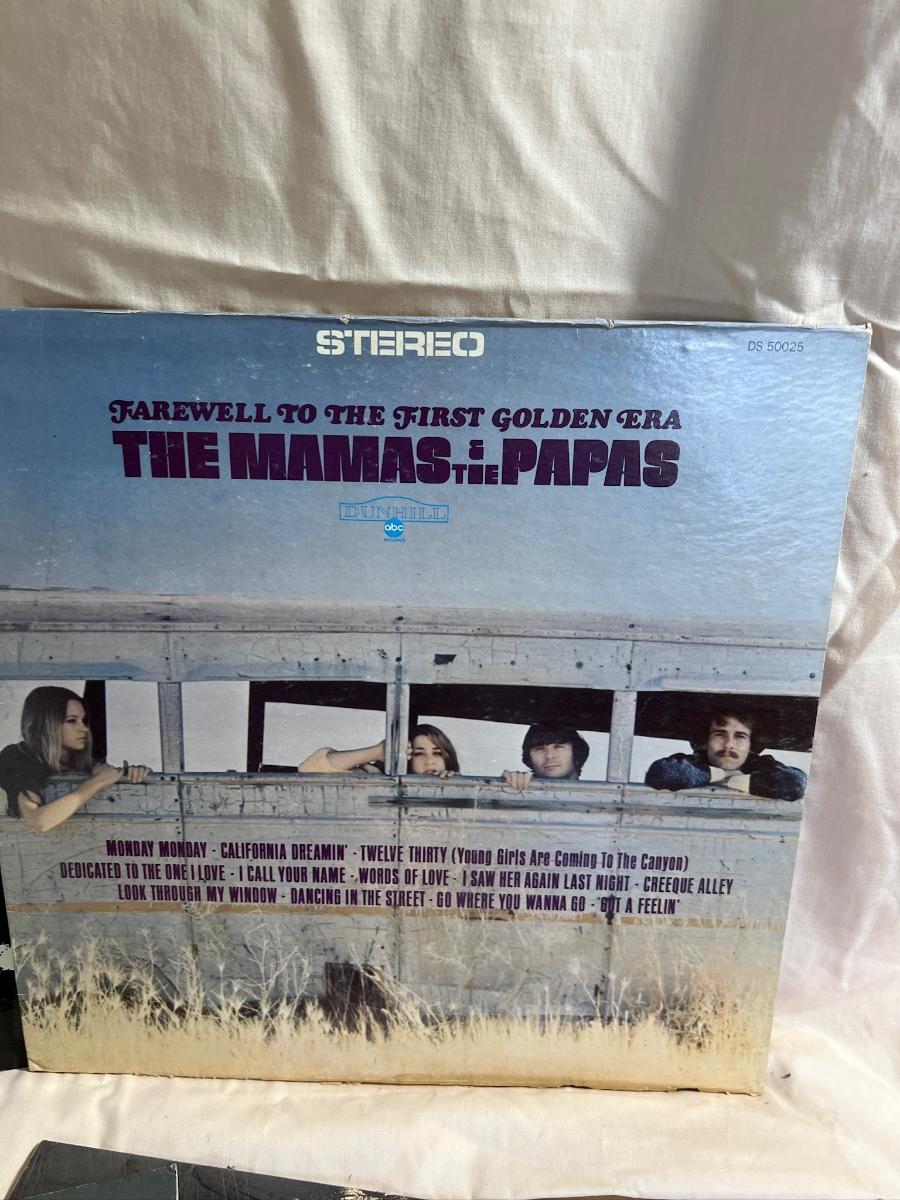 STEREO
DS 50025
FAREWELL TO THE FIRST GOLDEN ERA
THE MAMAS & THE PAPAS
DUNHILL
abc
RECORDS
MONDAY MONDAY - CALIFORNIA DREAMIN' - TWELVE THIRTY (Young Girls Are Coming To The Canyon)
DEDICATED TO THE ONE I LOVE - I CALL YOUR NAME - WORDS OF LOVE - I SAW HER AGAIN LAST NIGHT - CREEQUE ALLEY
LOOK THROUGH MY WINDOW - DANCING IN THE STREET - GO WHERE YOU WANNA GO - "GOT A FEELIN"